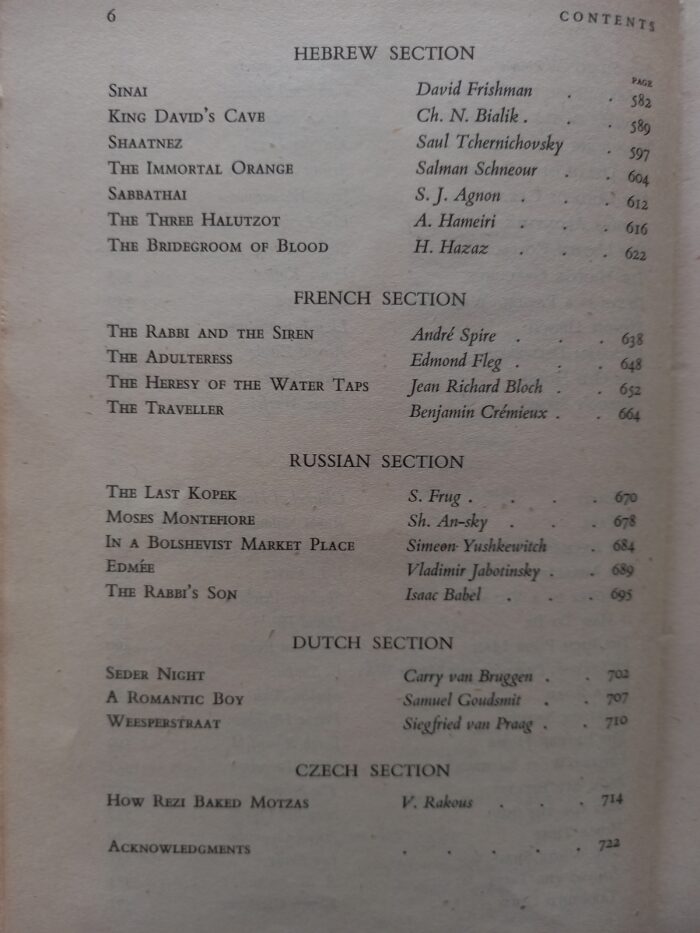 6 CONTENTS
HEBREW SECTION
PAGE
SINAI David Frishman . . 582
KING DAVID'S CAVE Ch. N. Bialik . . . 589
SHAATNEZ Saul Tchernichovsky . 597
THE IMMORTAL ORANGE Salman Schneour . . 604
SABBATHAI S. J. Agnon . . . 612
THE THREE HALUTZOT A. Hameiri . . . 616
THE BRIDEGROOM OF BLOOD H. Hazaz . . . 622
FRENCH SECTION
THE RABBI AND THE SIREN André Spire . . . 638
THE ADULTERESS Edmond Fleg . . . 648
THE HERESY OF THE WATER TAPS Jean Richard Bloch . . 652
THE TRAVELLER Benjamin Crémieux . . 664
RUSSIAN SECTION
THE LAST KOPEK S. Frug . . . . 670
MOSES MONTEFIORE Sh. An-sky . . . 678
IN A BOLSHEVIST MARKET PLACE Simeon Yushkewitch . 684
EDMÉE Vladimir Jabotinsky . . 689
THE RABBI'S SON Isaac Babel . . . 695
DUTCH SECTION
SEDER NIGHT Carry van Bruggen . . 702
A ROMANTIC BOY Samuel Goudsmit . . 707
WEESPERSTRAAT Siegfried van Praag . . 710
CZECH SECTION
HOW REZI BAKED MOTZAS V. Rakous . . . 714
ACKNOWLEDGMENTS . . . . . 722